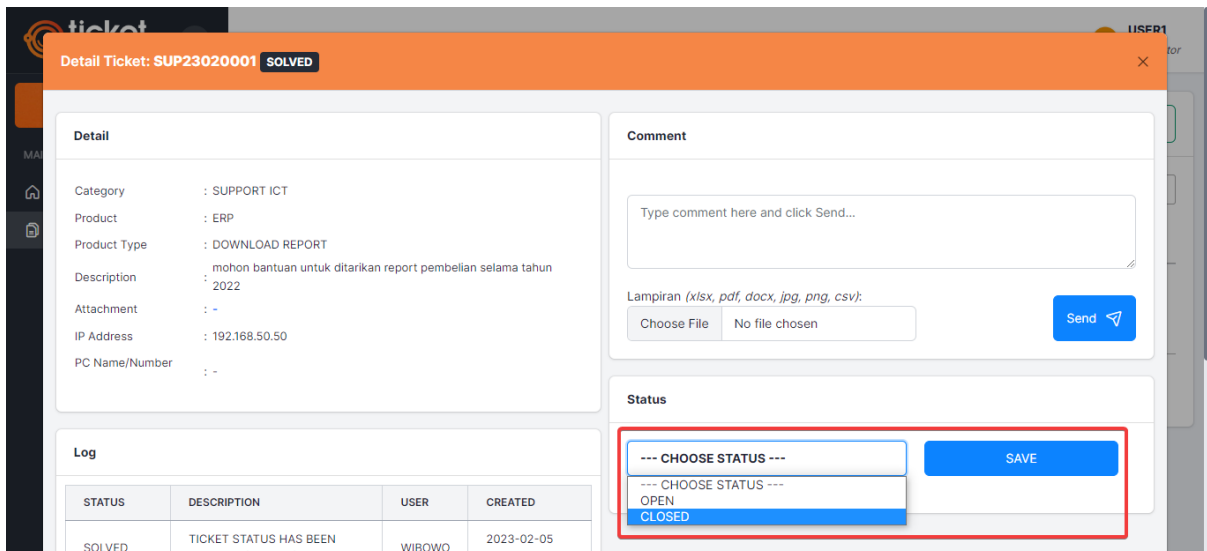 ticket
USER1
tor
Detail Ticket: SUP23020001 SOLVED
MAI
Detail
Category : SUPPORT ICT
Product : ERP
Product Type : DOWNLOAD REPORT
Description : mohon bantuan untuk ditarikan report pembelian selama tahun
2022
Attachment : -
IP Address : 192.168.50.50
PC Name/Number
: -
Log
STATUS DESCRIPTION USER CREATED
SOLVED TICKET STATUS HAS BEEN WIBOWO 2023-02-05
Comment
Type comment here and click Send...
Lampiran (xlsx, pdf, docx, jpg, png, csv):
Choose File No file chosen
Send
Status
--- CHOOSE STATUS --- SAVE
--- CHOOSE STATUS ---
OPEN
CLOSED